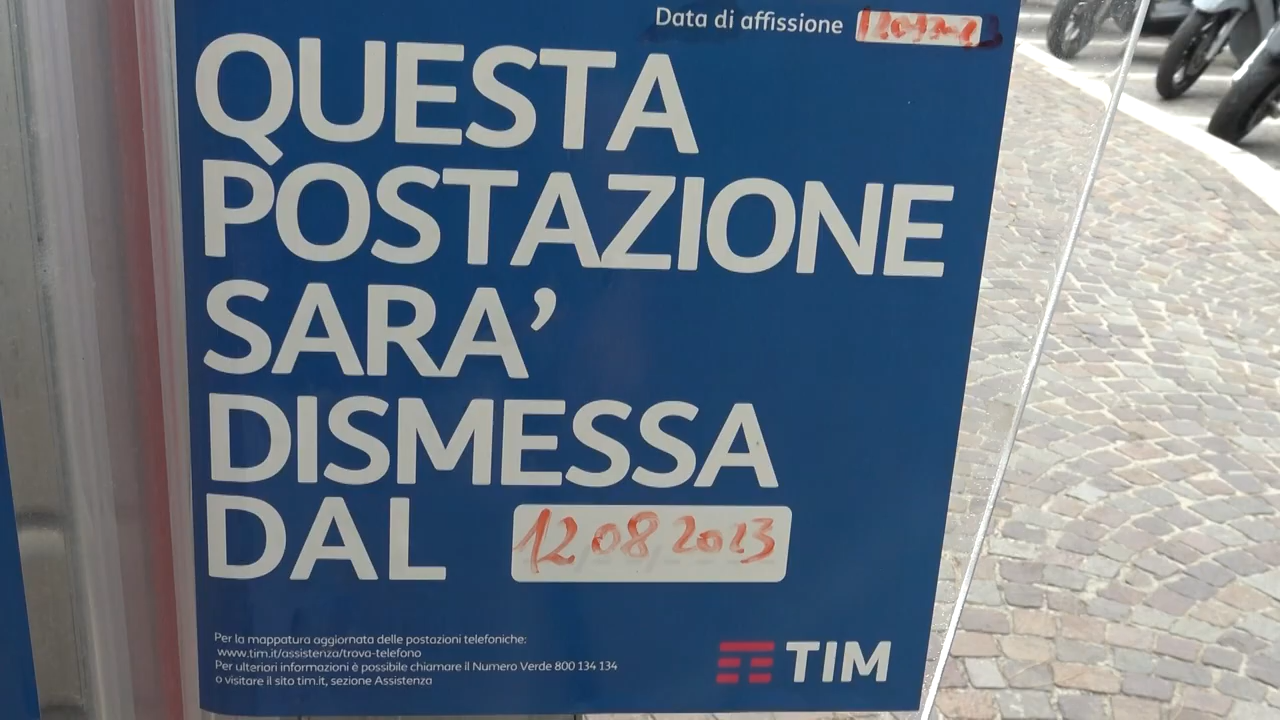 Data di affissione
QUESTA
POSTAZIONE
SARA’
DISMESSA
DAL 12 08 2023
Per la mappatura aggiornata delle postazioni telefoniche:
www.tim.it/assistenza/trova-telefono
Per ulteriori informazioni è possibile chiamare il Numero Verde 800 134 134
o visitare il sito tim.it, sezione Assistenza
TIM